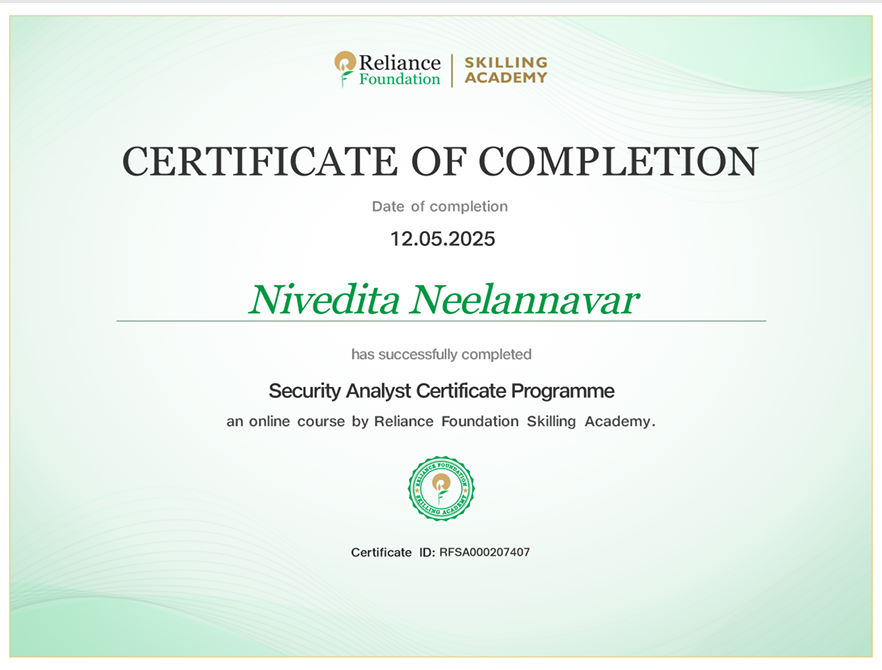 Reliance
Foundation
SKILLING
ACADEMY
CERTIFICATE OF COMPLETION
Date of completion
12.05.2025
Nivedita Neelannavar
has successfully completed
Security Analyst Certificate Programme
an online course by Reliance Foundation Skilling Academy.
RELIANCE FOUNDATION
SKILLING ACADEMY
Certificate ID: RFSA000207407